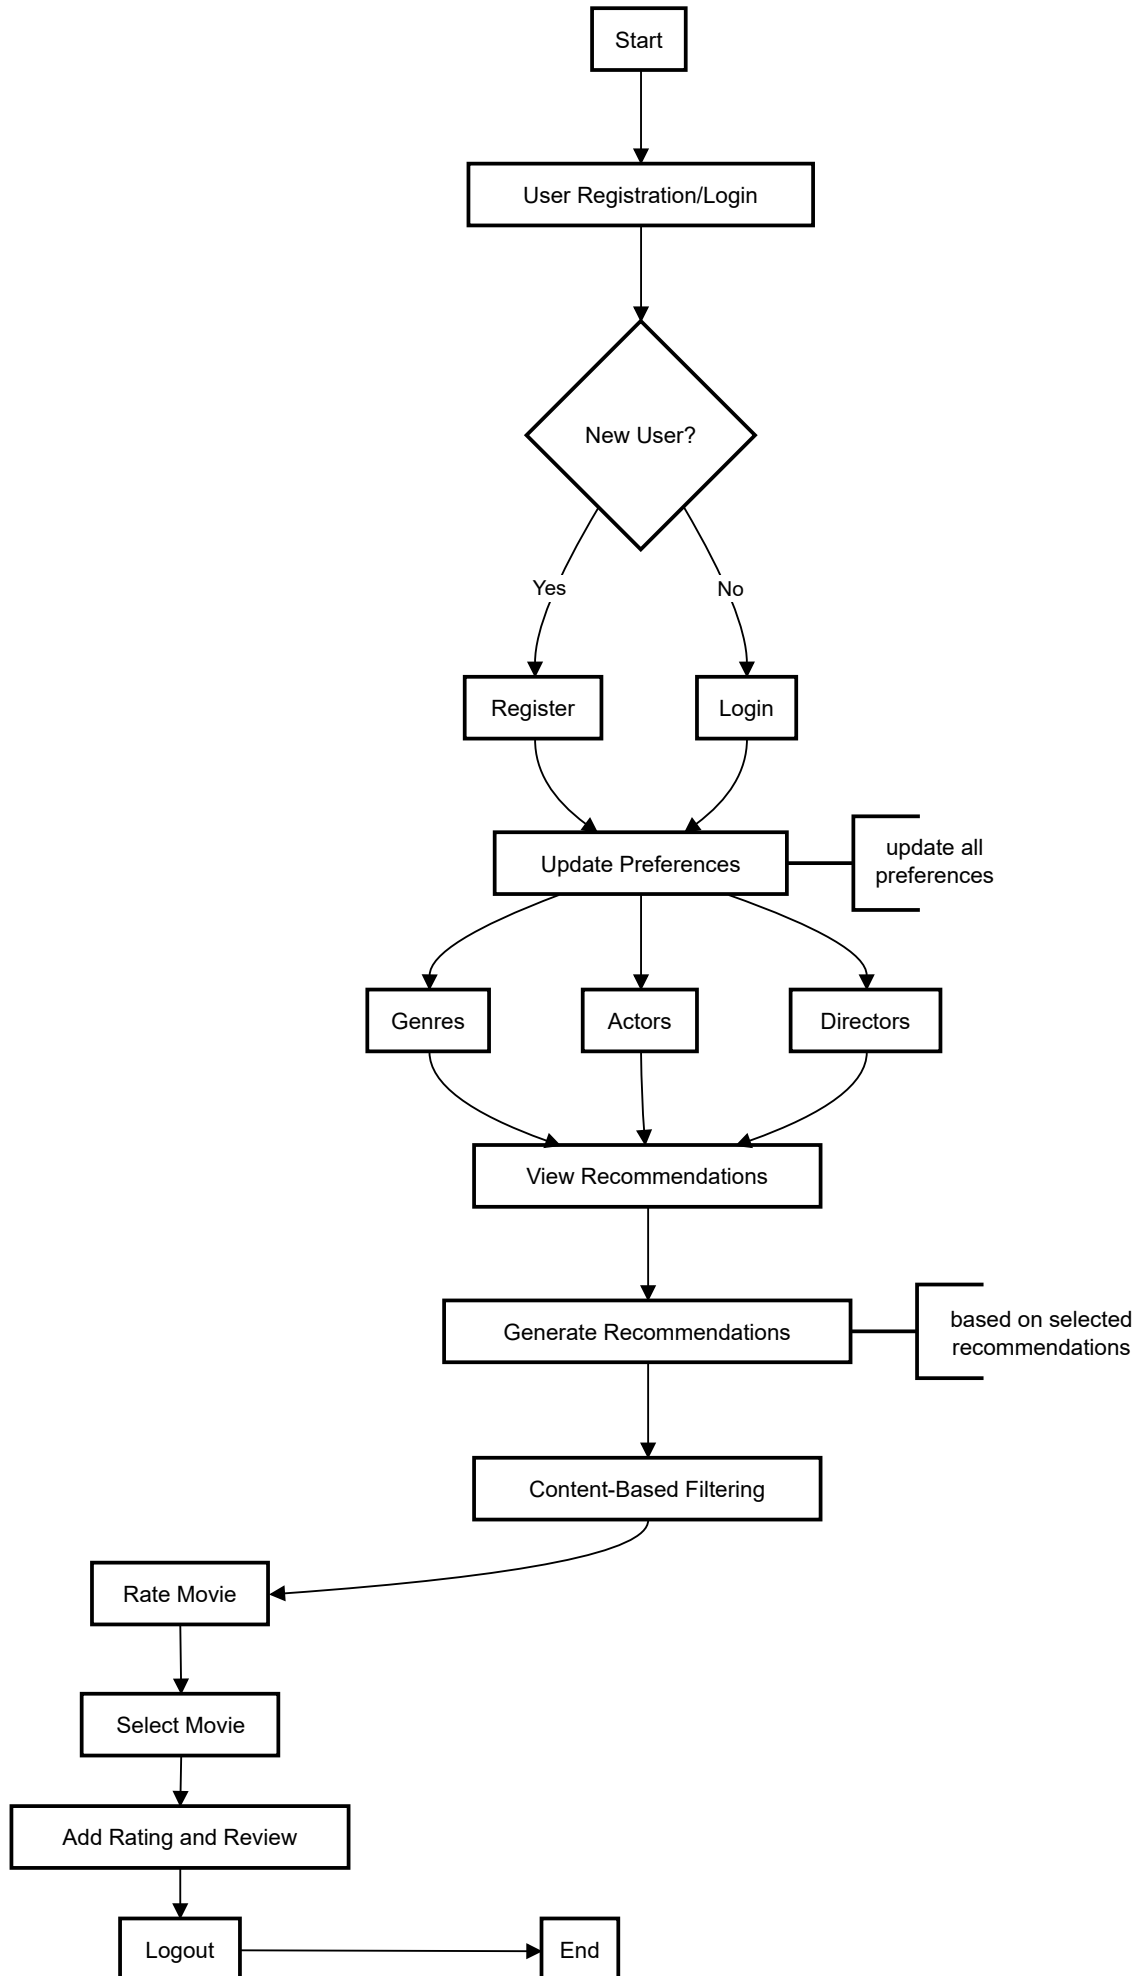 Start
User Registration/Login
New User?
Yes
No
Register
Login
Update Preferences
update all
preferences
Genres
Actors
Directors
View Recommendations
Generate Recommendations
based on selected
recommendations
Content-Based Filtering
Rate Movie
Select Movie
Add Rating and Review
Logout
End